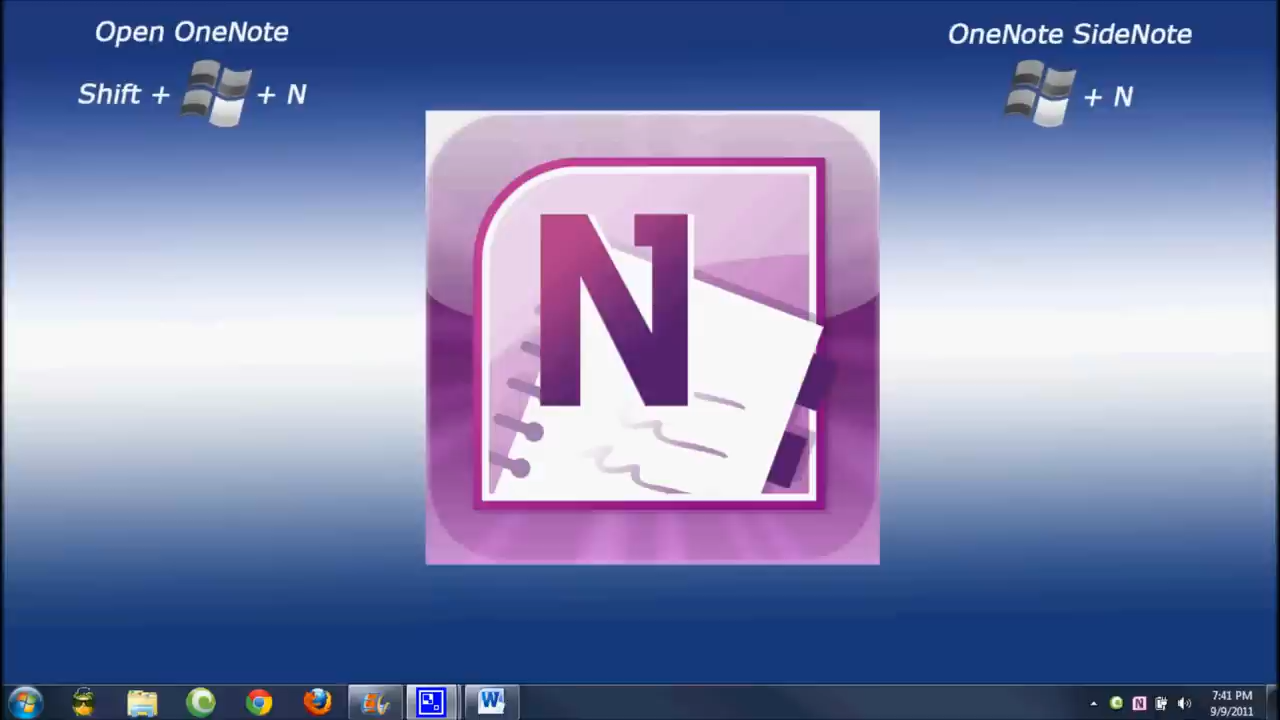 Open OneNote
Shift + + N
OneNote SideNote
+ N
N
W
N
7:41 PM
9/9/2011